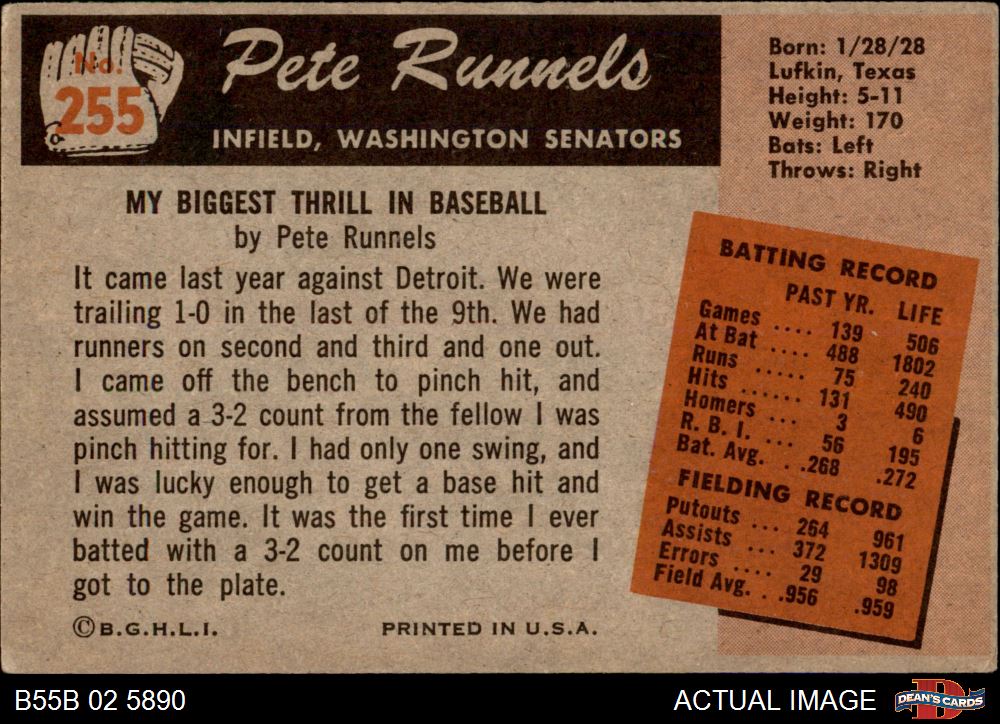 No.
255
Pete Runnels
INFIELD, WASHINGTON SENATORS
Born: 1/28/28
Lufkin, Texas
Height: 5-11
Weight: 170
Bats: Left
Throws: Right
MY BIGGEST THRILL IN BASEBALL
by Pete Runnels
It came last year against Detroit. We were
trailing 1-0 in the last of the 9th. We had
runners on second and third and one out.
I came off the bench to pinch hit, and
assumed a 3-2 count from the fellow I was
pinch hitting for. I had only one swing, and
I was lucky enough to get a base hit and
win the game. It was the first time I ever
batted with a 3-2 count on me before I
got to the plate.
©B.G.H.L.I. PRINTED IN U.S.A.
BATTING RECORD
PAST YR. LIFE
Games .... 139 506
At Bat .... 488 1802
Runs ..... 75 240
Hits ...... 131 490
Homers ... 3 6
R. B. I. ... 56 195
Bat. Avg. . .268 .272
FIELDING RECORD
Putouts ... 264 961
Assists ... 372 1309
Errors .... 29 98
Field Avg. . .956 .959
B55B 02 5890 ACTUAL IMAGE
D
DEAN'S CARDS